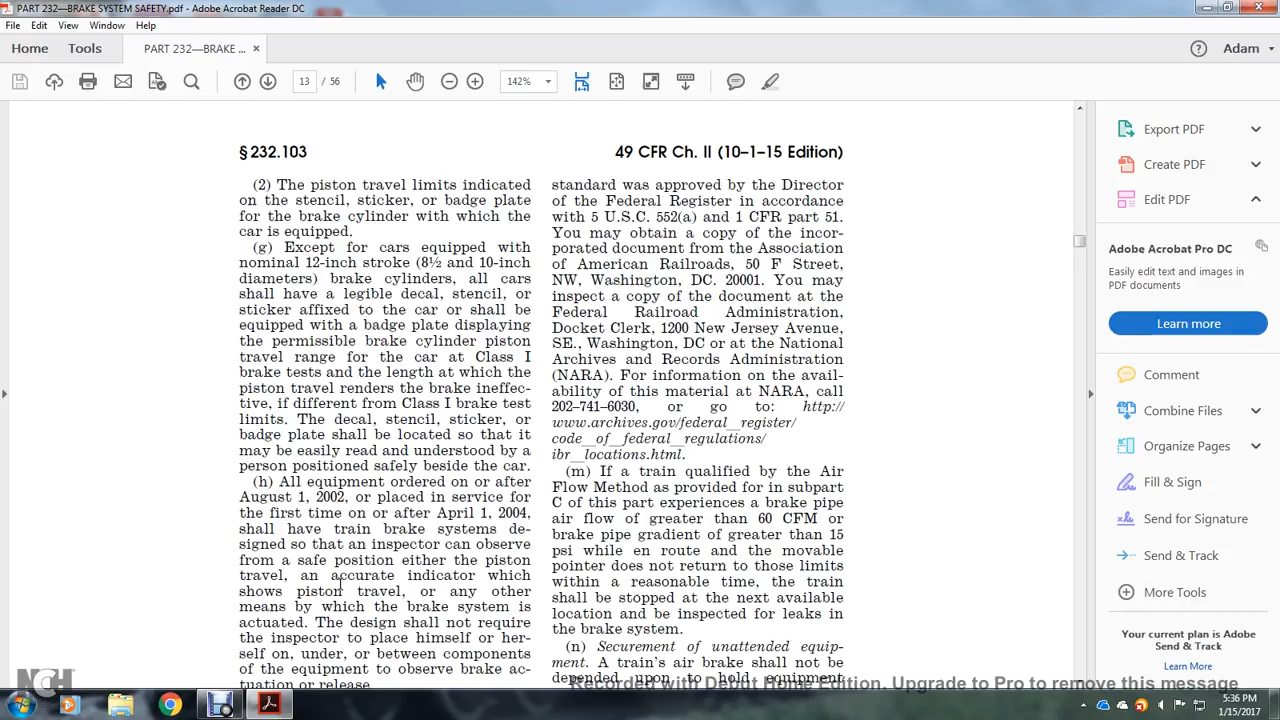 PART 232—BRAKE SYSTEM SAFETY.pdf - Adobe Acrobat Reader DC
File Edit View Window Help
Home Tools PART 232—BRAKE ... × Adam
13 / 56 142%
§ 232.103
49 CFR Ch. II (10–1–15 Edition)
(2) The piston travel limits indicated
on the stencil, sticker, or badge plate
for the brake cylinder with which the
car is equipped.
(g) Except for cars equipped with
nominal 12-inch stroke (8½ and 10-inch
diameters) brake cylinders, all cars
shall have a legible decal, stencil, or
sticker affixed to the car or shall be
equipped with a badge plate displaying
the permissible brake cylinder piston
travel range for the car at Class I
brake tests and the length at which the
piston travel renders the brake ineffec-
tive, if different from Class I brake test
limits. The decal, stencil, sticker, or
badge plate shall be located so that it
may be easily read and understood by a
person positioned safely beside the car.
(h) All equipment ordered on or after
August 1, 2002, or placed in service for
the first time on or after April 1, 2004,
shall have train brake systems de-
signed so that an inspector can observe
from a safe position either the piston
travel, an accurate indicator which
shows piston travel, or any other
means by which the brake system is
actuated. The design shall not require
the inspector to place himself or her-
self on, under, or between components
of the equipment to observe brake ac-
tuation or release.
standard was approved by the Director
of the Federal Register in accordance
with 5 U.S.C. 552(a) and 1 CFR part 51.
You may obtain a copy of the incor-
porated document from the Association
of American Railroads, 50 F Street,
NW, Washington, DC. 20001. You may
inspect a copy of the document at the
Federal Railroad Administration,
Docket Clerk, 1200 New Jersey Avenue,
SE., Washington, DC or at the National
Archives and Records Administration
(NARA). For information on the avail-
ability of this material at NARA, call
202–741–6030, or go to: http://
www.archives.gov/federal_register/
code_of_federal_regulations/
ibr_locations.html.
(m) If a train qualified by the Air
Flow Method as provided for in subpart
C of this part experiences a brake pipe
air flow of greater than 60 CFM or
brake pipe gradient of greater than 15
psi while en route and the movable
pointer does not return to those limits
within a reasonable time, the train
shall be stopped at the next available
location and be inspected for leaks in
the brake system.
(n) Securement of unattended equip-
ment. A train's air brake shall not be
depended upon to hold equipment
Export PDF
Create PDF
Edit PDF
Adobe Acrobat Pro DC
Easily edit text and images in
PDF documents
Learn more
Comment
Combine Files
Organize Pages
Fill & Sign
Send for Signature
Send & Track
More Tools
Your current plan is Adobe
Send & Track
Learn More
NCH
Recorded with Debut Home Edition. Upgrade to Pro to remove this message
5:36 PM
1/15/2017